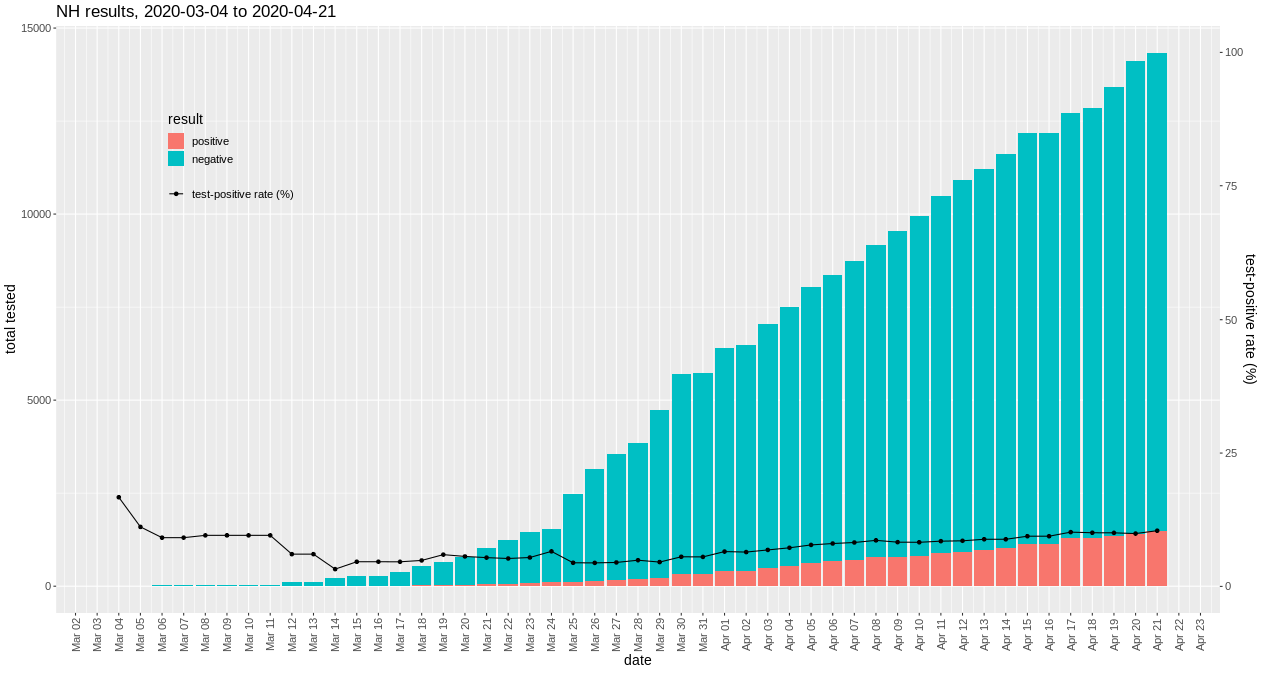 NH results, 2020-03-04 to 2020-04-21
15000
10000
5000
0
total tested
result
positive
negative
test-positive rate (%)
100
75
50
25
0
test-positive rate (%)
Mar 02
Mar 03
Mar 04
Mar 05
Mar 06
Mar 07
Mar 08
Mar 09
Mar 10
Mar 11
Mar 12
Mar 13
Mar 14
Mar 15
Mar 16
Mar 17
Mar 18
Mar 19
Mar 20
Mar 21
Mar 22
Mar 23
Mar 24
Mar 25
Mar 26
Mar 27
Mar 28
Mar 29
Mar 30
Mar 31
Apr 01
Apr 02
Apr 03
Apr 04
Apr 05
Apr 06
Apr 07
Apr 08
Apr 09
Apr 10
Apr 11
Apr 12
Apr 13
Apr 14
Apr 15
Apr 16
Apr 17
Apr 18
Apr 19
Apr 20
Apr 21
Apr 22
Apr 23
date